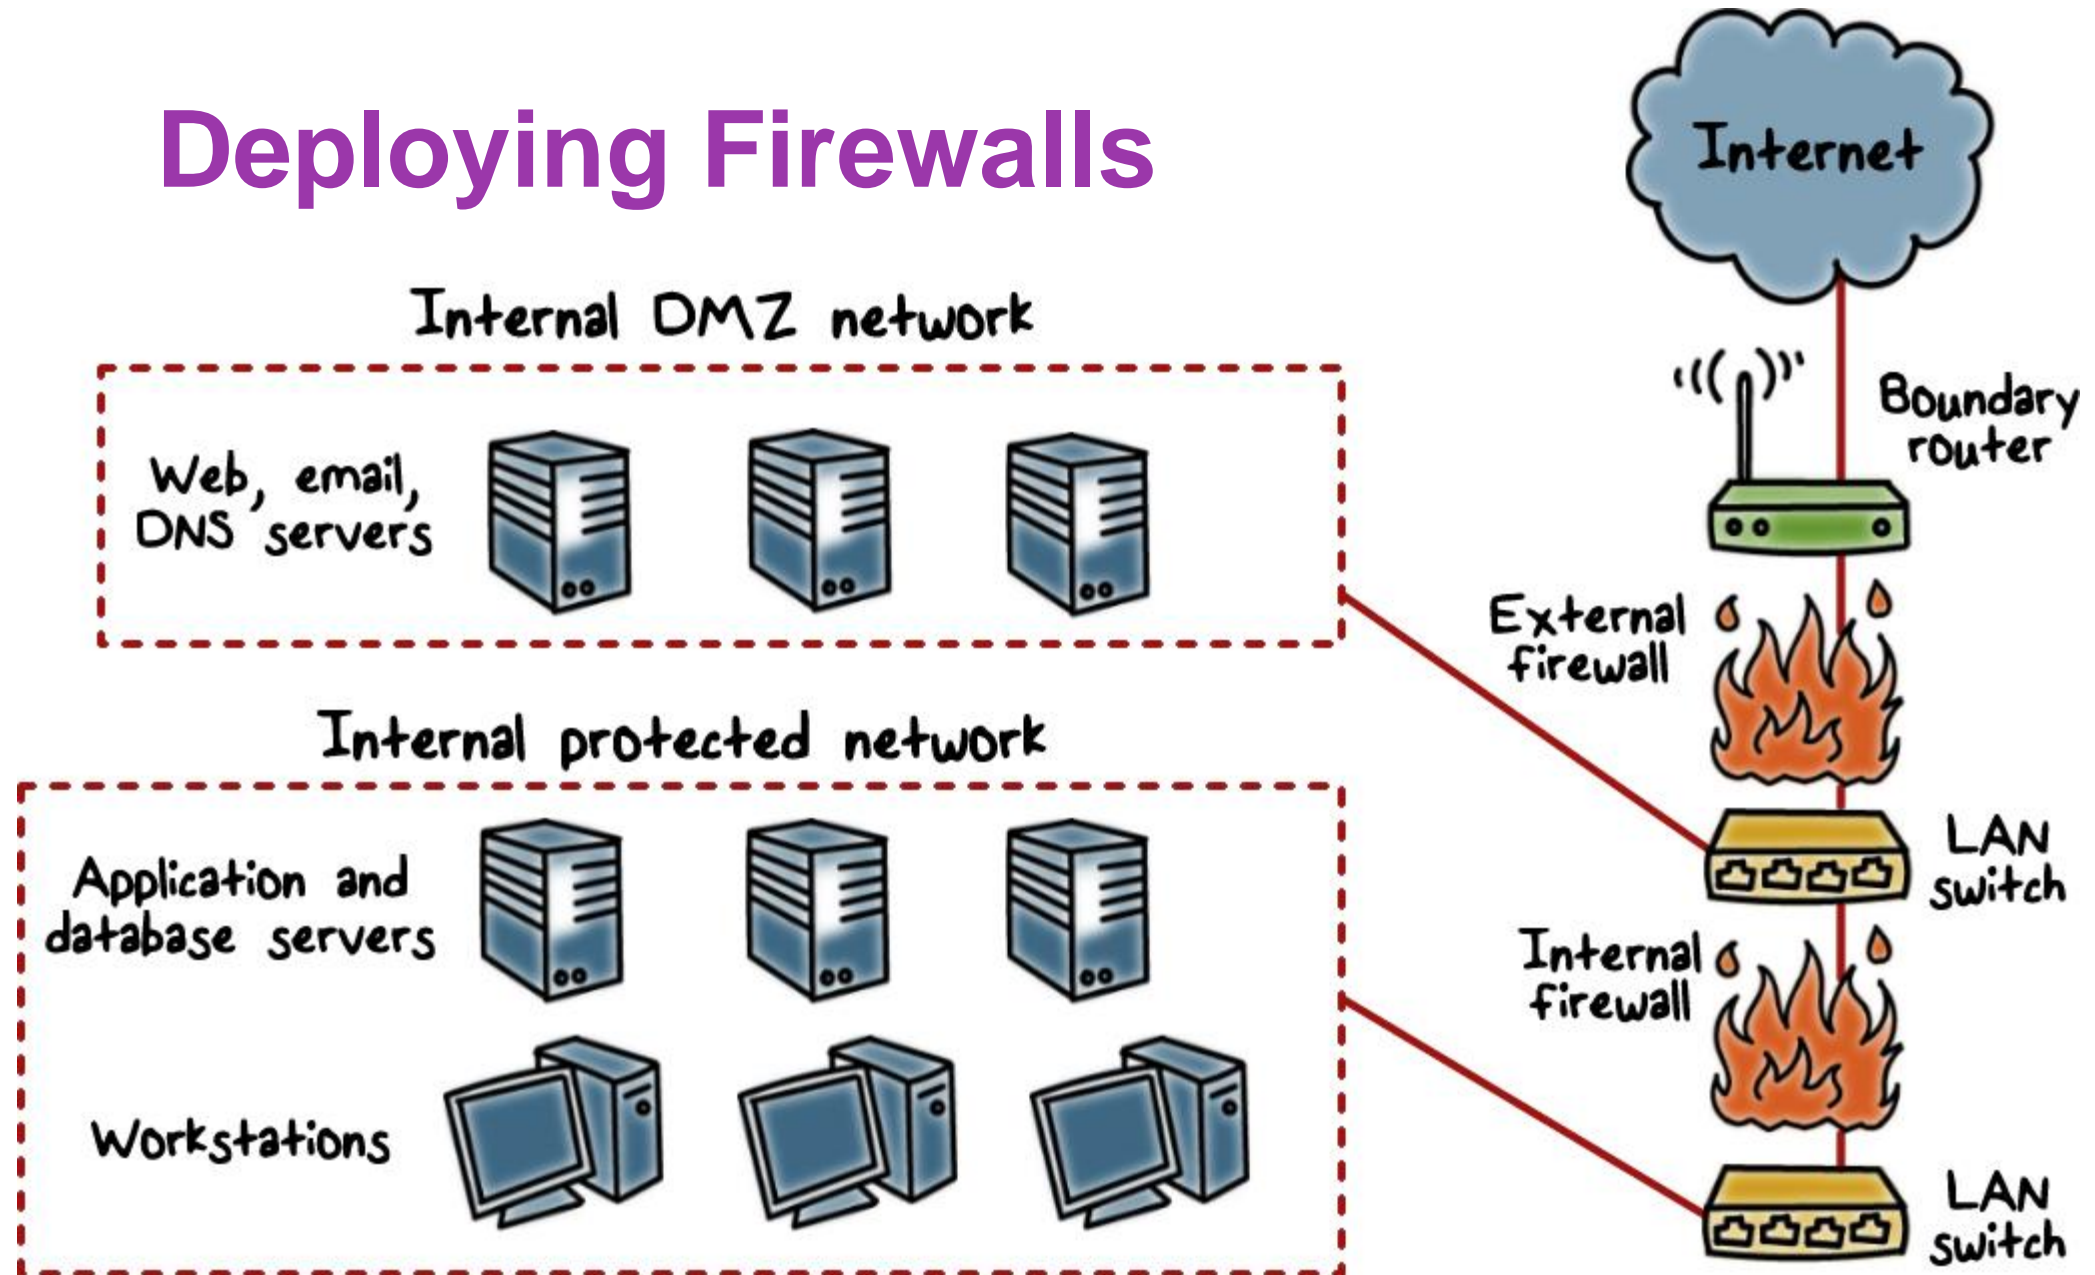 Deploying Firewalls
Internet
Internal DMZ network
Boundary
router
Web, email,
DNS servers
External
firewall
Internal protected network
LAN
switch
Application and
database servers
Internal
firewall
Workstations
LAN
switch